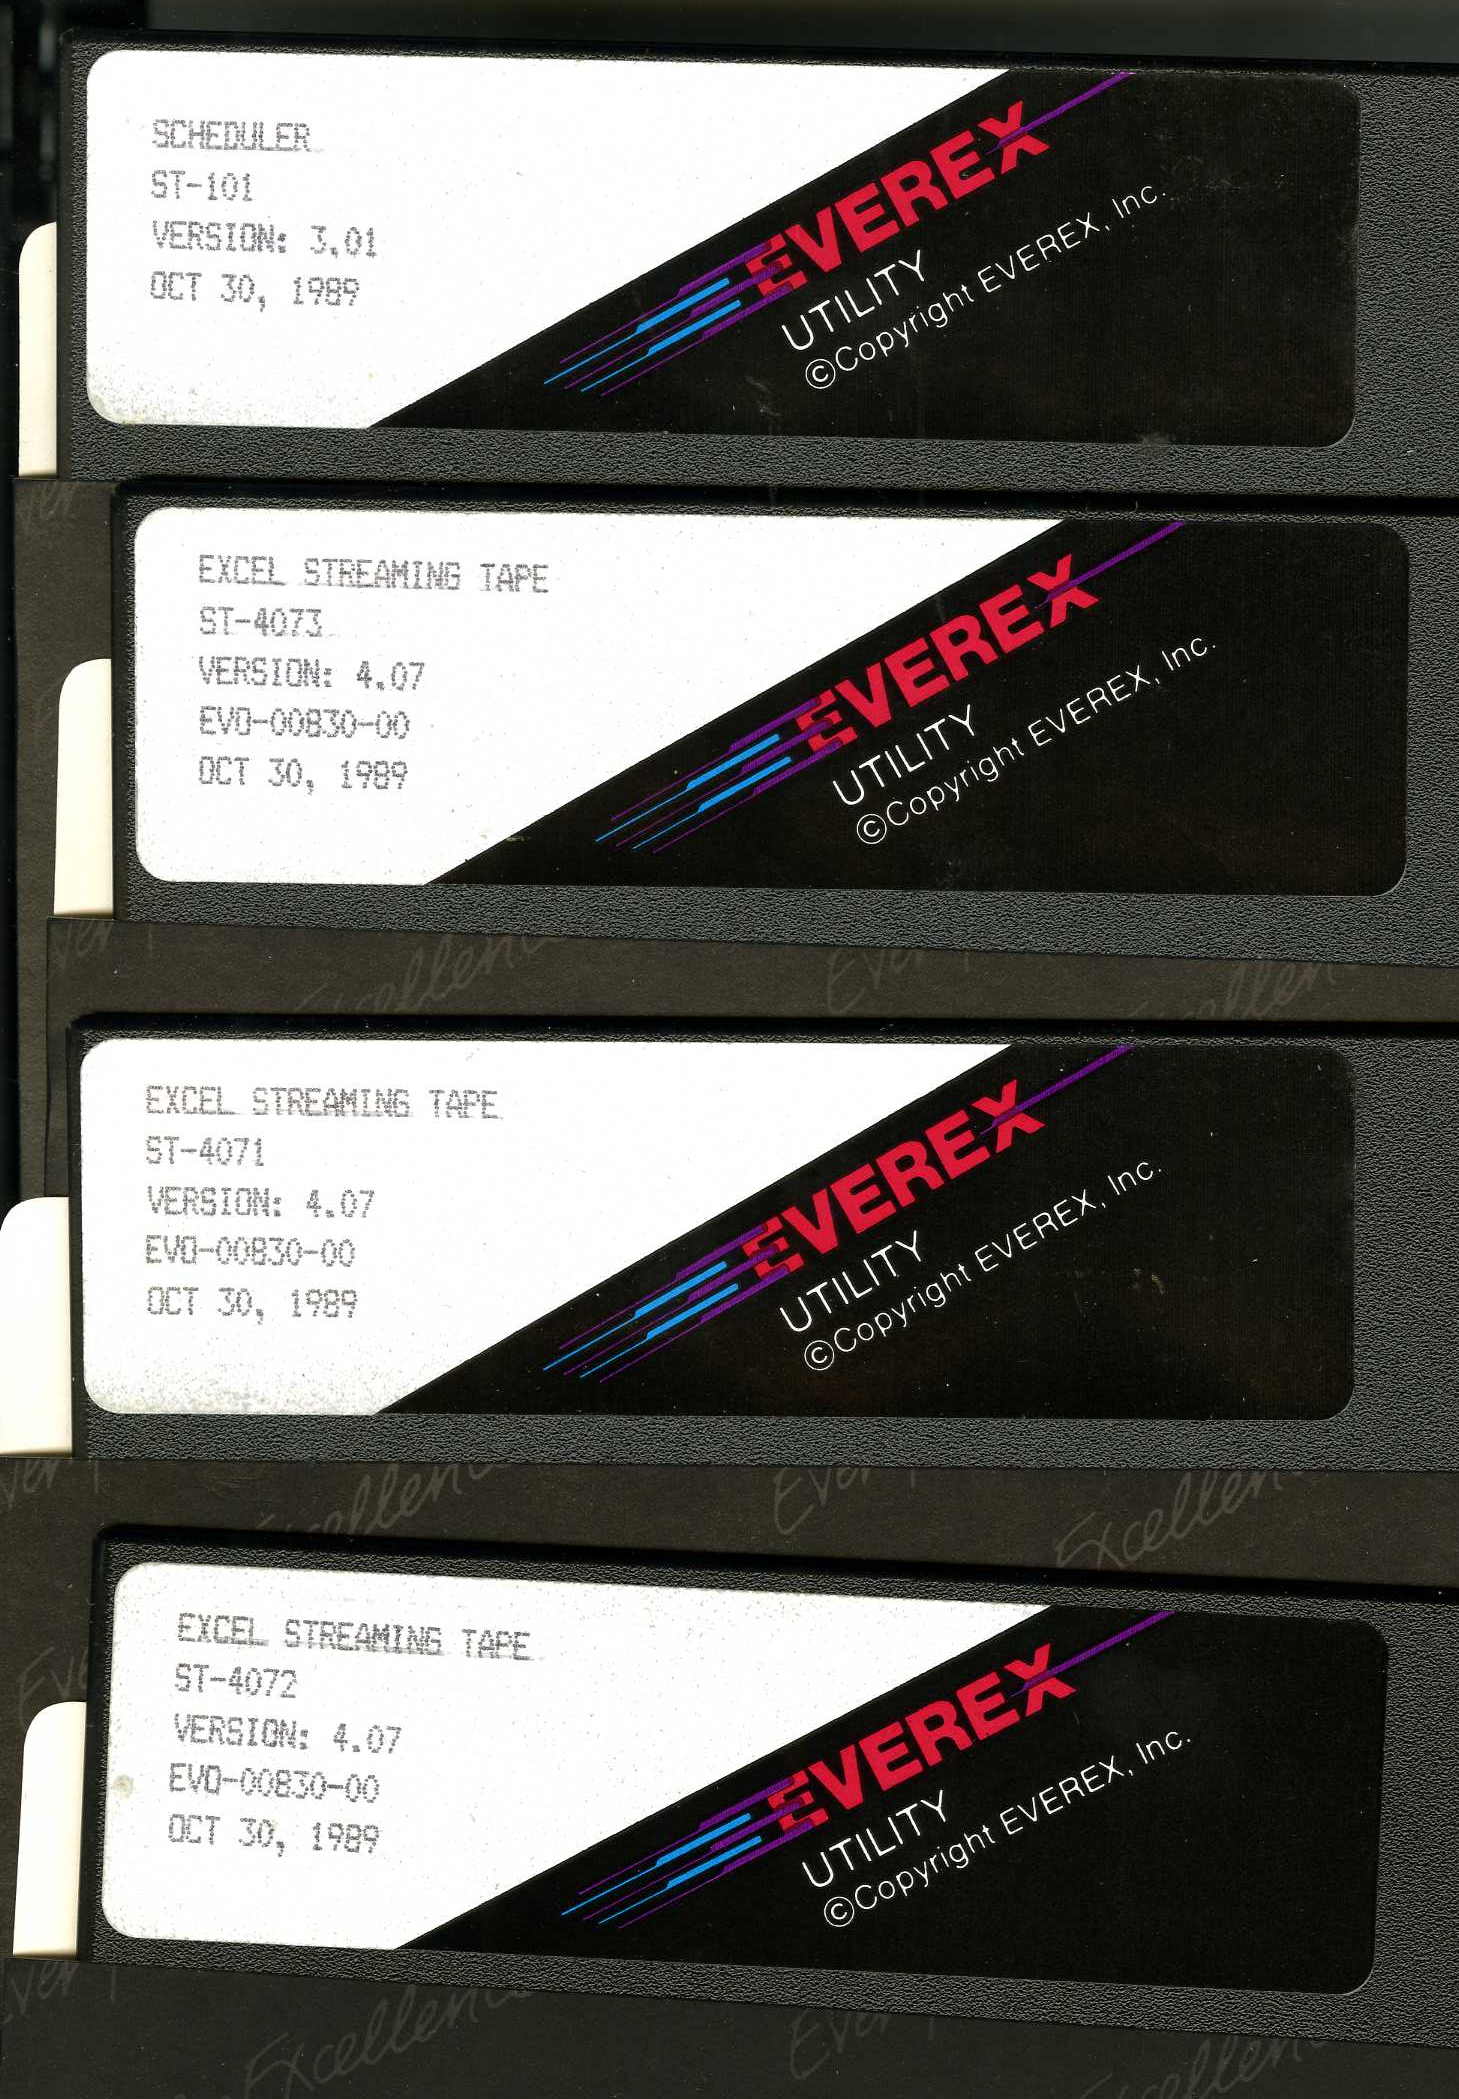 SCHEDULER
ST-101
VERSION: 3.01
OCT 30, 1989
EVEREX
UTILITY
©Copyright EVEREX, Inc.
EXCEL STREAMING TAPE
ST-4073
VERSION: 4.07
EVO-00830-00
OCT 30, 1989
EVEREX
UTILITY
©Copyright EVEREX, Inc.
EXCEL STREAMING TAPE
ST-4071
VERSION: 4.07
EVO-00830-00
OCT 30, 1989
EVEREX
UTILITY
©Copyright EVEREX, Inc.
EXCEL STREAMING TAPE
ST-4072
VERSION: 4.07
EVO-00830-00
OCT 30, 1989
EVEREX
UTILITY
©Copyright EVEREX, Inc.